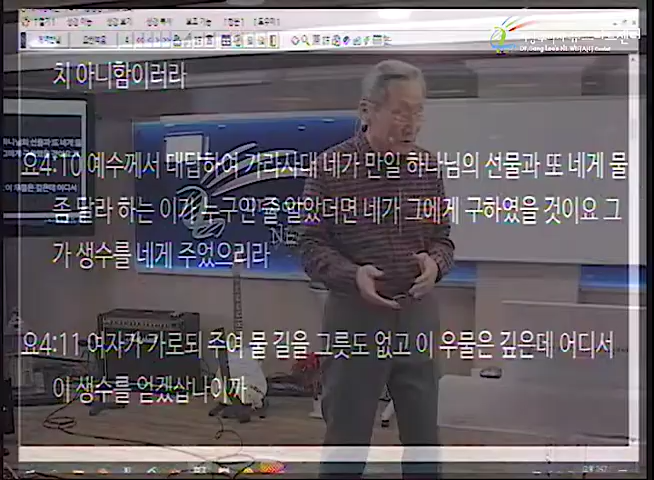 치 아니함이러라
요4:10 예수께서 대답하여 가라사대 네가 만일 하나님의 선물과 또 네게 물
좀 달라 하는 이가 누구인 줄 알았더면 네가 그에게 구하였을 것이요 그
가 생수를 네게 주었으리라
요4:11 여자가 가로되 주여 물 길을 그릇도 없고 이 우물은 깊은데 어디서
이 생수를 얻겠삽나이까